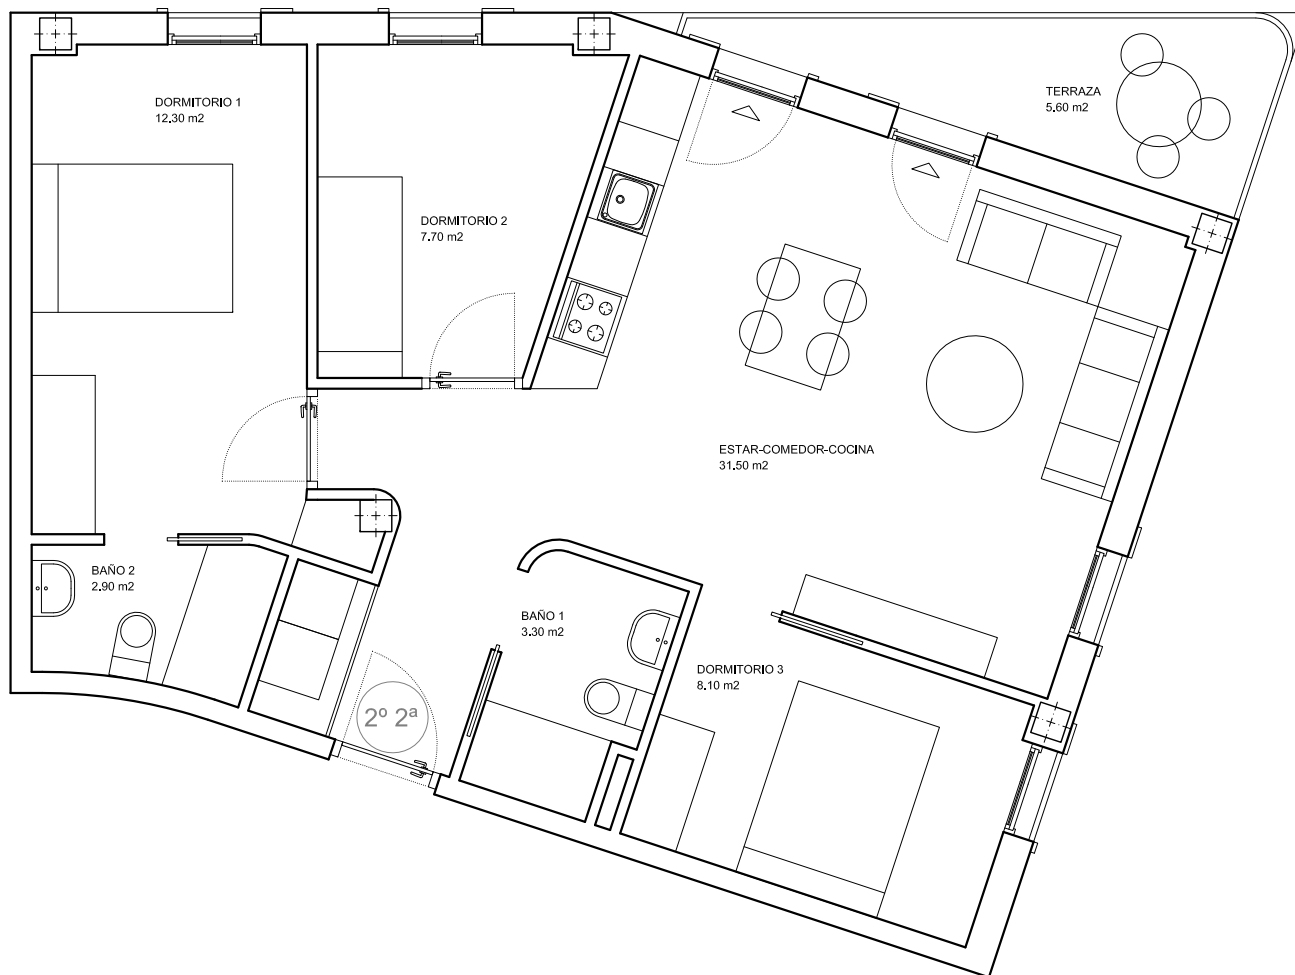 DORMITORIO 1
12.30 m2
TERRAZA
5.60 m2
DORMITORIO 2
7.70 m2
ESTAR-COMEDOR-COCINA
31.50 m2
BAÑO 2
2.90 m2
BAÑO 1
3.30 m2
DORMITORIO 3
8.10 m2
2º 2ª